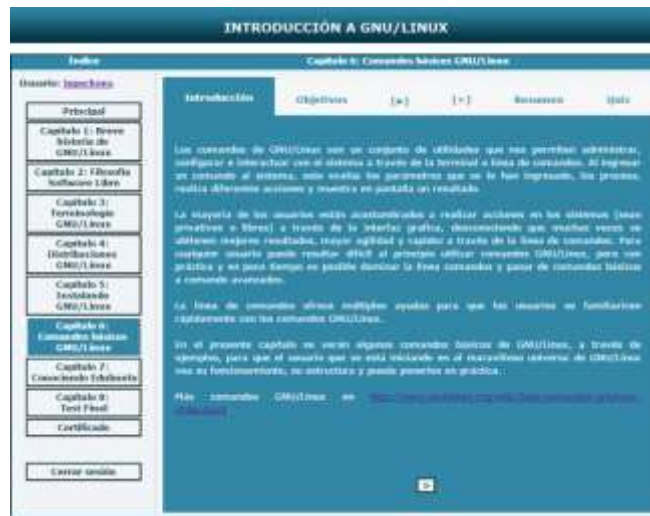 INTRODUCCIÓN A GNU/LINUX
Índice
Capítulo 6: Comandos básicos GNU/Linux
Usuario:
Principal
Capítulo 1: Breve
historia de
GNU/Linux
Capítulo 2: Filosofía
Software Libre
Capítulo 3:
Terminología
GNU/Linux
Capítulo 4:
Distribuciones
GNU/Linux
Capítulo 5:
Instalando
GNU/Linux
Capítulo 6:
Comandos básicos
GNU/Linux
Capítulo 7:
Conociendo Edubuntu
Capítulo 8:
Test Final
Certificado
Cerrar sesión
Introducción
Objetivos
[+]
Resumen
Quiz
Los comandos de GNU/Linux son un conjunto de utilidades que nos permiten administrar,
configurar e interactuar con el sistema a través de la terminal o línea de comandos. Al ingresar
un comando al sistema, este evalúa los parámetros que se le han ingresado, los procesa,
realiza diferentes acciones y muestra en pantalla un resultado.
La mayoría de los usuarios están acostumbrados a realizar acciones en los sistemas (sean
privativos o libres) a través de la interfaz gráfica, desconociendo que muchas veces se
obtienen mejores resultados, mayor agilidad y rapidez a través de la línea de comandos. Para
cualquier usuario puede resultar difícil al principio utilizar comandos GNU/Linux, pero con
práctica y en poco tiempo es posible dominar la línea comandos y pasar de comandos básicos
a comando avanzados.
La línea de comandos ofrece múltiples ayudas para que los usuarios se familiaricen
rápidamente con los comandos GNU/Linux.
En el presente capítulo se verán algunos comandos básicos de GNU/Linux, a través de
ejemplos, para que el usuario que se está iniciando en el maravilloso universo de GNU/Linux
vea su funcionamiento, su estructura y pueda ponerlos en práctica.
Más comandos GNU/Linux en